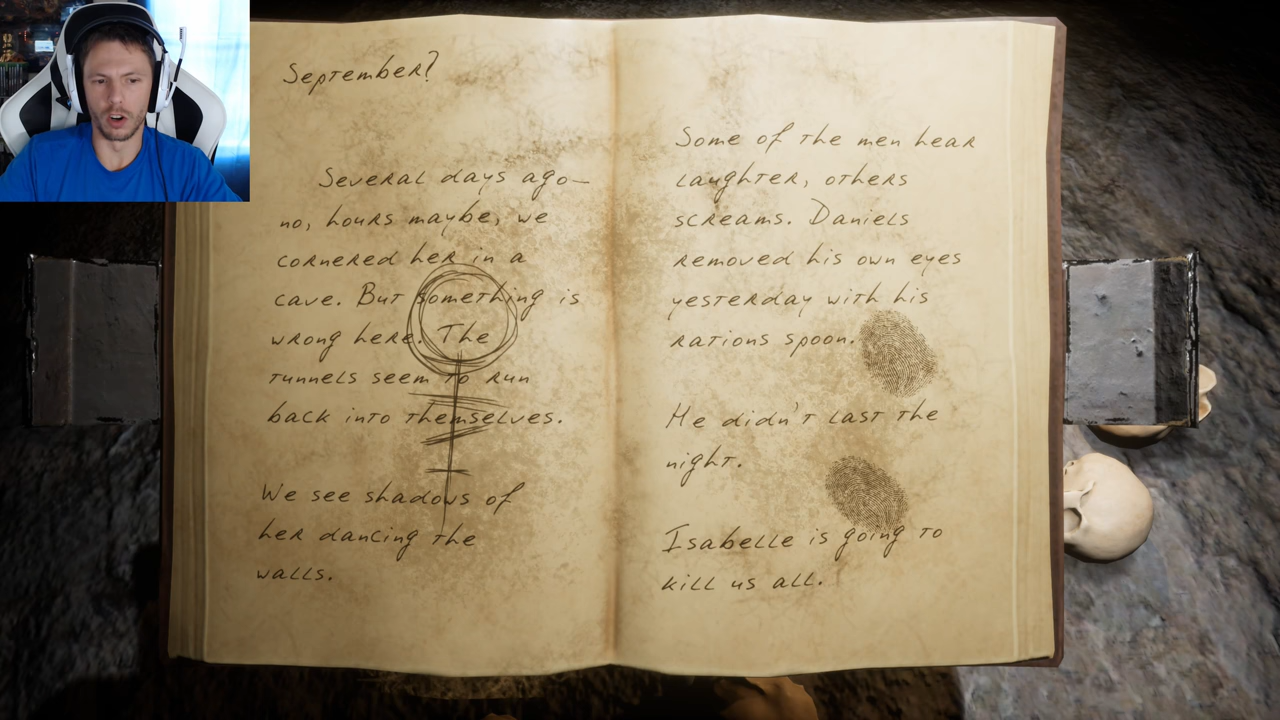 September?
Several days ago—
no, hours maybe, we
cornered her in a
cave. But something is
wrong here. The
tunnels seem to run
back into themselves.
We see shadows of
her dancing the
walls.
Some of the men hear
laughter, others
screams. Daniels
removed his own eyes
yesterday with his
rations spoon.
He didn't last the
night.
Isabelle is going to
kill us all.